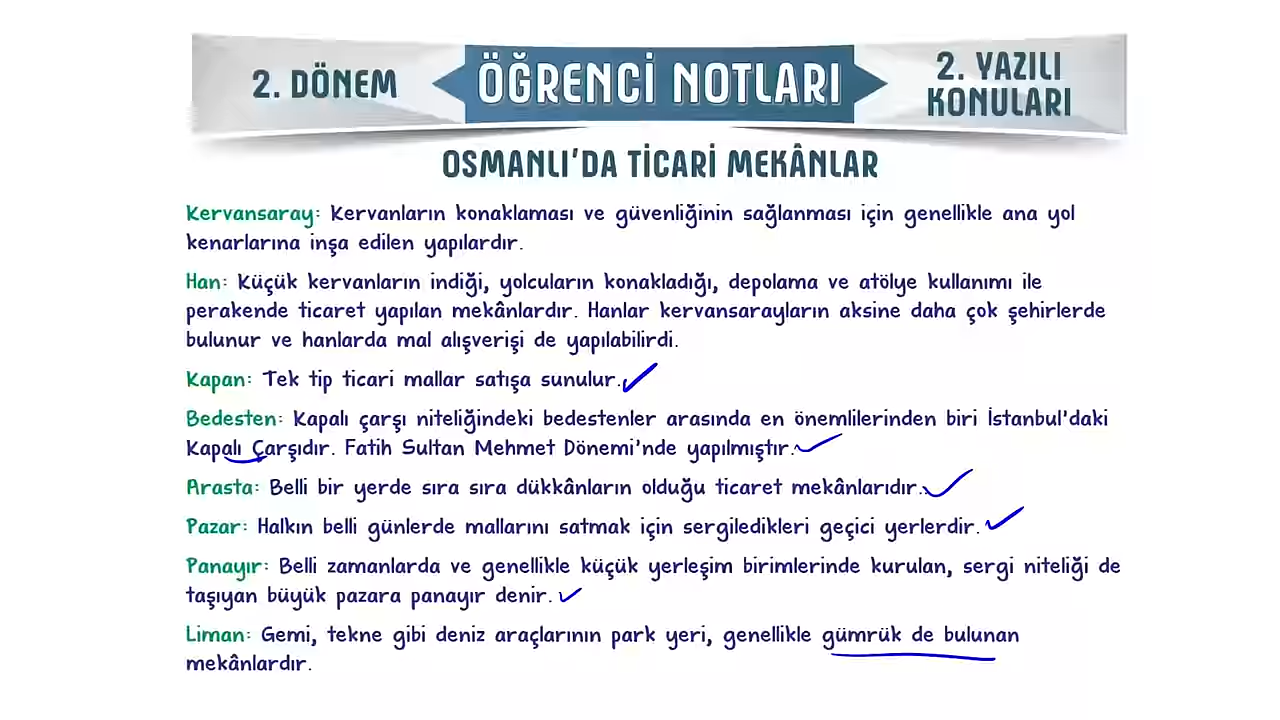 2. DÖNEM
ÖĞRENCİ NOTLARI
2. YAZILI
KONULARI
OSMANLI'DA TİCARİ MEKÂNLAR
Kervansaray: Kervanların konaklaması ve güvenliğinin sağlanması için genellikle ana yol
kenarlarına inşa edilen yapılardır.
Han: Küçük kervanların indiği, yolcuların konakladığı, depolama ve atölye kullanımı ile
perakende ticaret yapılan mekânlardır. Hanlar kervansarayların aksine daha çok şehirlerde
bulunur ve hanlarda mal alışverişi de yapılabilirdi.
Kapan: Tek tip ticari mallar satışa sunulur.
Bedesten: Kapalı çarşı niteliğindeki bedestenler arasında en önemlilerinden biri İstanbul'daki
Kapalı Çarşıdır. Fatih Sultan Mehmet Dönemi'nde yapılmıştır.
Arasta: Belli bir yerde sıra sıra dükkânların olduğu ticaret mekânlarıdır.
Pazar: Halkın belli günlerde mallarını satmak için sergiledikleri geçici yerlerdir.
Panayır: Belli zamanlarda ve genellikle küçük yerleşim birimlerinde kurulan, sergi niteliği de
taşıyan büyük pazara panayır denir.
Liman: Gemi, tekne gibi deniz araçlarının park yeri, genellikle gümrük de bulunan
mekânlardır.